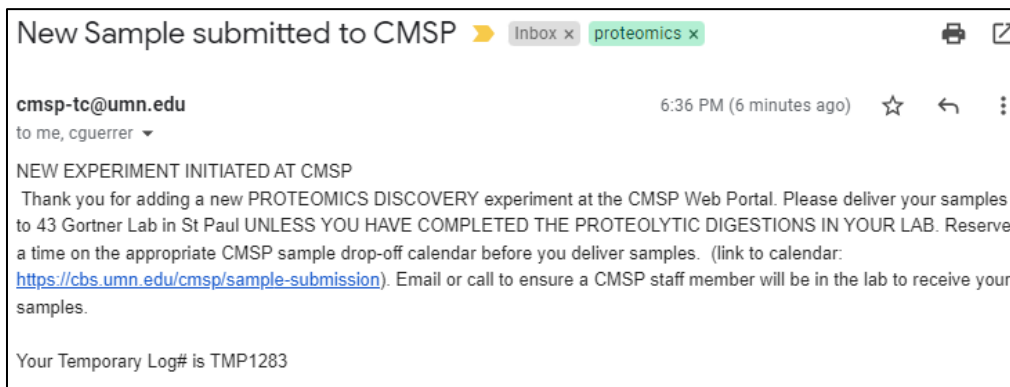 New Sample submitted to CMSP Inbox × proteomics ×
cmsp-tc@umn.edu 6:36 PM (6 minutes ago)
to me, cguerrer
NEW EXPERIMENT INITIATED AT CMSP
Thank you for adding a new PROTEOMICS DISCOVERY experiment at the CMSP Web Portal. Please deliver your samples
to 43 Gortner Lab in St Paul UNLESS YOU HAVE COMPLETED THE PROTEOLYTIC DIGESTIONS IN YOUR LAB. Reserve
a time on the appropriate CMSP sample drop-off calendar before you deliver samples. (link to calendar:
https://cbs.umn.edu/cmsp/sample-submission). Email or call to ensure a CMSP staff member will be in the lab to receive your
samples.
Your Temporary Log# is TMP1283